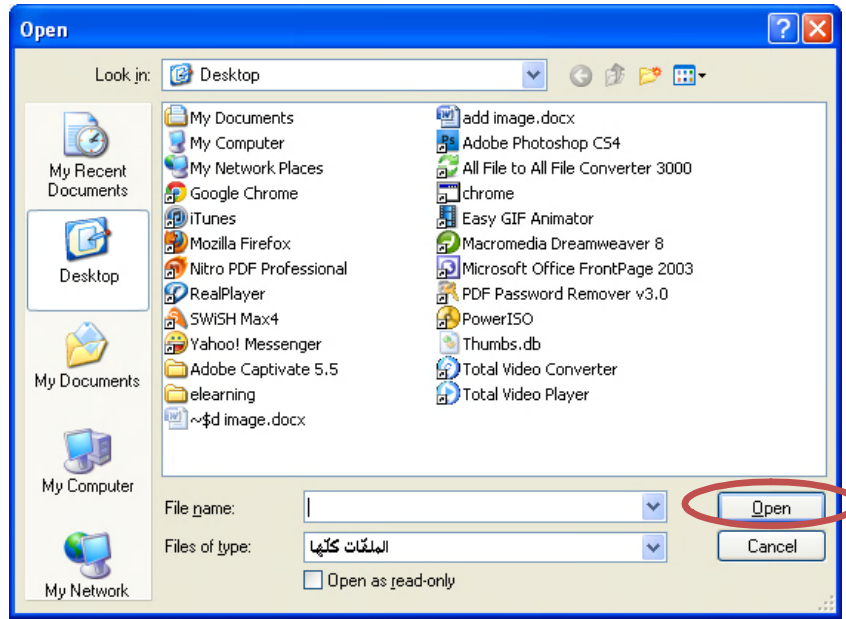 Open
Look in:
Desktop
My Recent
Documents
Desktop
My Documents
My Computer
My Network
My Documents
My Computer
My Network Places
Google Chrome
iTunes
Mozilla Firefox
Nitro PDF Professional
RealPlayer
SWiSH Max4
Yahoo! Messenger
Adobe Captivate 5.5
elearning
~$d image.docx
add image.docx
Adobe Photoshop CS4
All File to All File Converter 3000
chrome
Easy GIF Animator
Macromedia Dreamweaver 8
Microsoft Office FrontPage 2003
PDF Password Remover v3.0
PowerISO
Thumbs.db
Total Video Converter
Total Video Player
File name:
Open
Files of type:
الملفّات كلّها
Cancel
Open as read-only